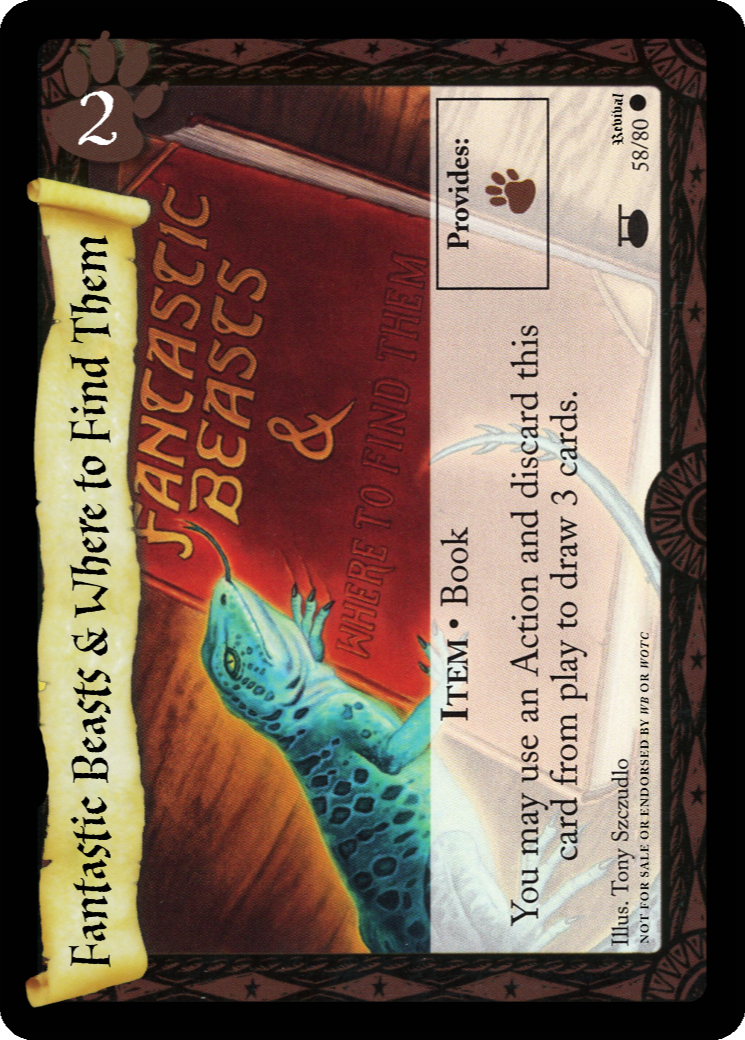 2
Fantastic Beasts & Where to Find Them
FANTASTIC
BEASTS
&
WHERE TO FIND THEM
Provides:
ITEM • Book
You may use an Action and discard this
card from play to draw 3 cards.
Illus. Tony Szczudlo
NOT FOR SALE OR ENDORSED BY WB OR WOTC
Revival
58/80